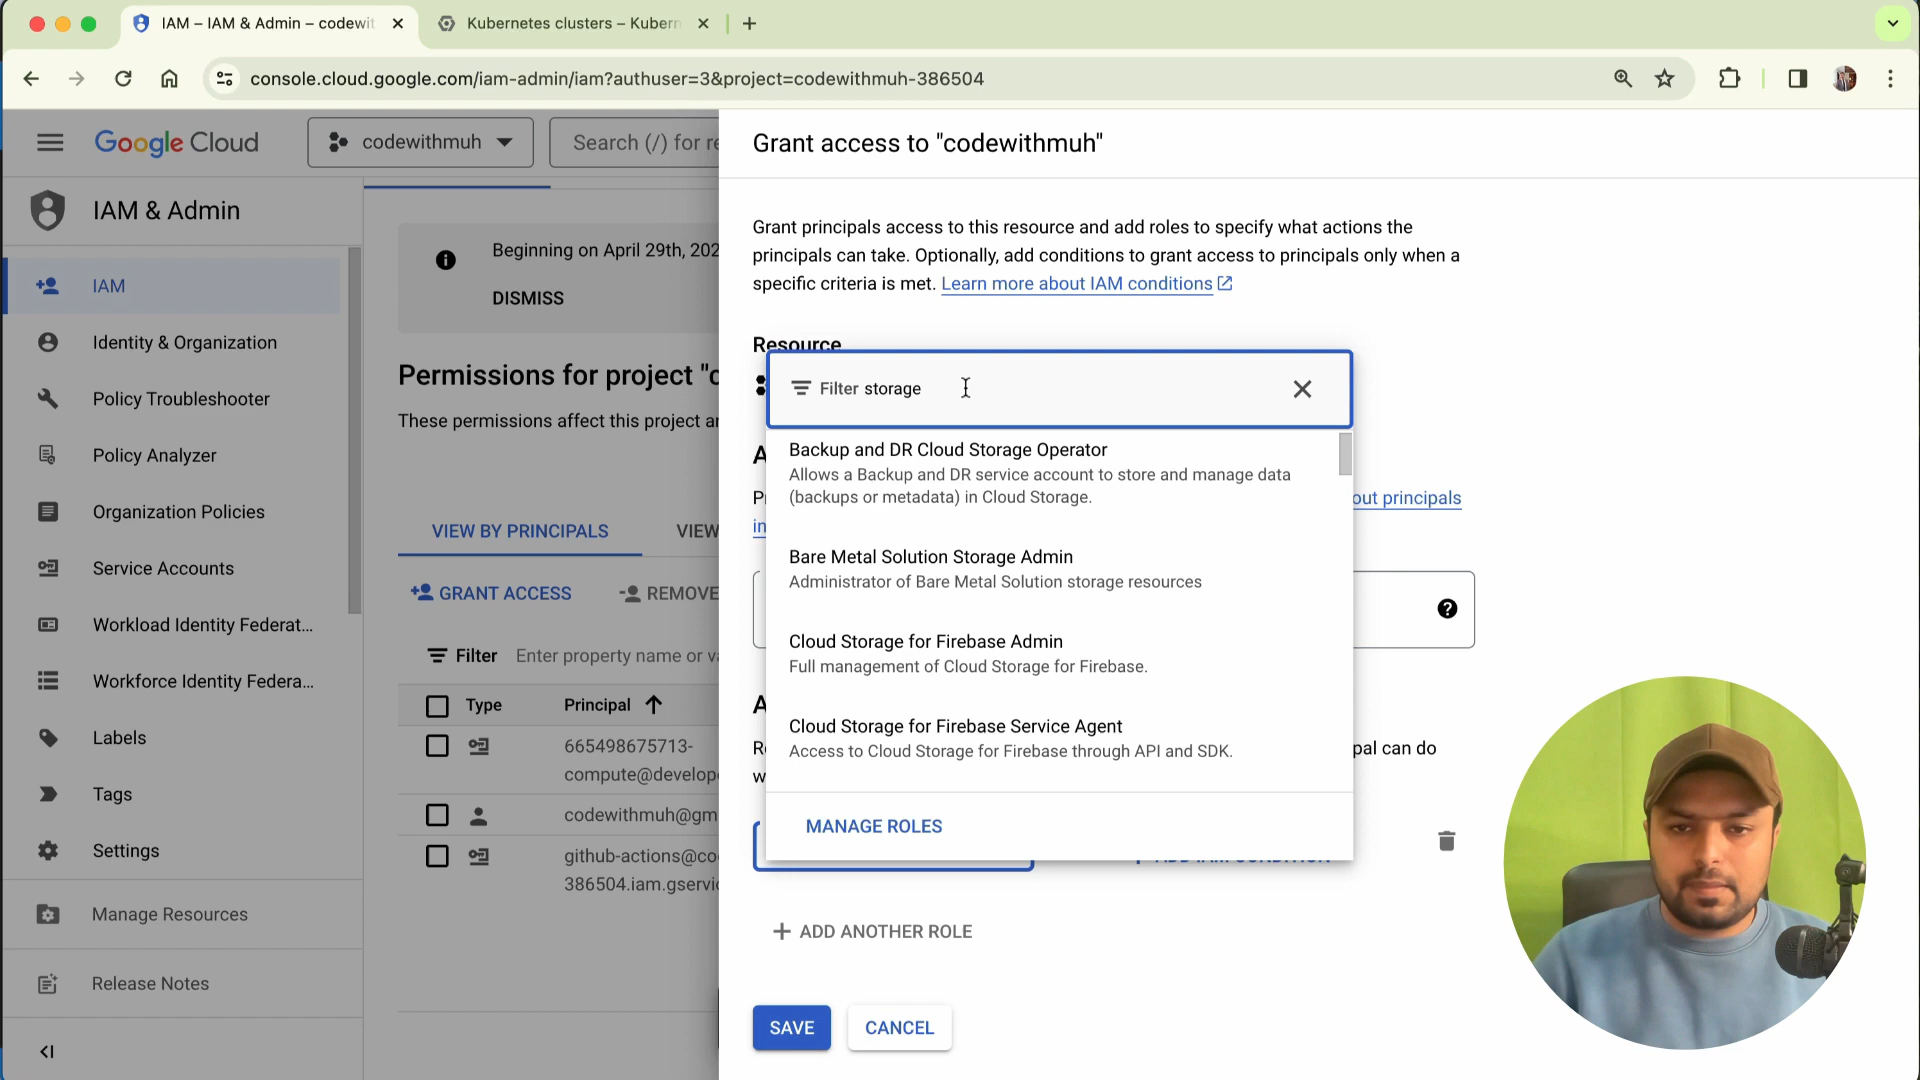 IAM – IAM & Admin – codewit
Kubernetes clusters – Kubern
console.cloud.google.com/iam-admin/iam?authuser=3&project=codewithmuh-386504
Google Cloud
codewithmuh
Search (/) for re
IAM & Admin
IAM
Identity & Organization
Policy Troubleshooter
Policy Analyzer
Organization Policies
Service Accounts
Workload Identity Federat...
Workforce Identity Federa...
Labels
Tags
Settings
Manage Resources
Release Notes
Beginning on April 29th, 202
DISMISS
Permissions for project "c
These permissions affect this project an
VIEW BY PRINCIPALS
VIEW
GRANT ACCESS
REMOVE
Filter Enter property name or va
Type Principal
665498675713-
compute@develope
codewithmuh@gm
github-actions@co
386504.iam.gservic
Grant access to "codewithmuh"
Grant principals access to this resource and add roles to specify what actions the
principals can take. Optionally, add conditions to grant access to principals only when a
specific criteria is met. Learn more about IAM conditions
Resource
Filter storage
Backup and DR Cloud Storage Operator
Allows a Backup and DR service account to store and manage data
(backups or metadata) in Cloud Storage.
Bare Metal Solution Storage Admin
Administrator of Bare Metal Solution storage resources
Cloud Storage for Firebase Admin
Full management of Cloud Storage for Firebase.
Cloud Storage for Firebase Service Agent
Access to Cloud Storage for Firebase through API and SDK.
MANAGE ROLES
A
P
out principals
in
A
R
pal can do
w
ADD IAM CONDITION
ADD ANOTHER ROLE
SAVE
CANCEL